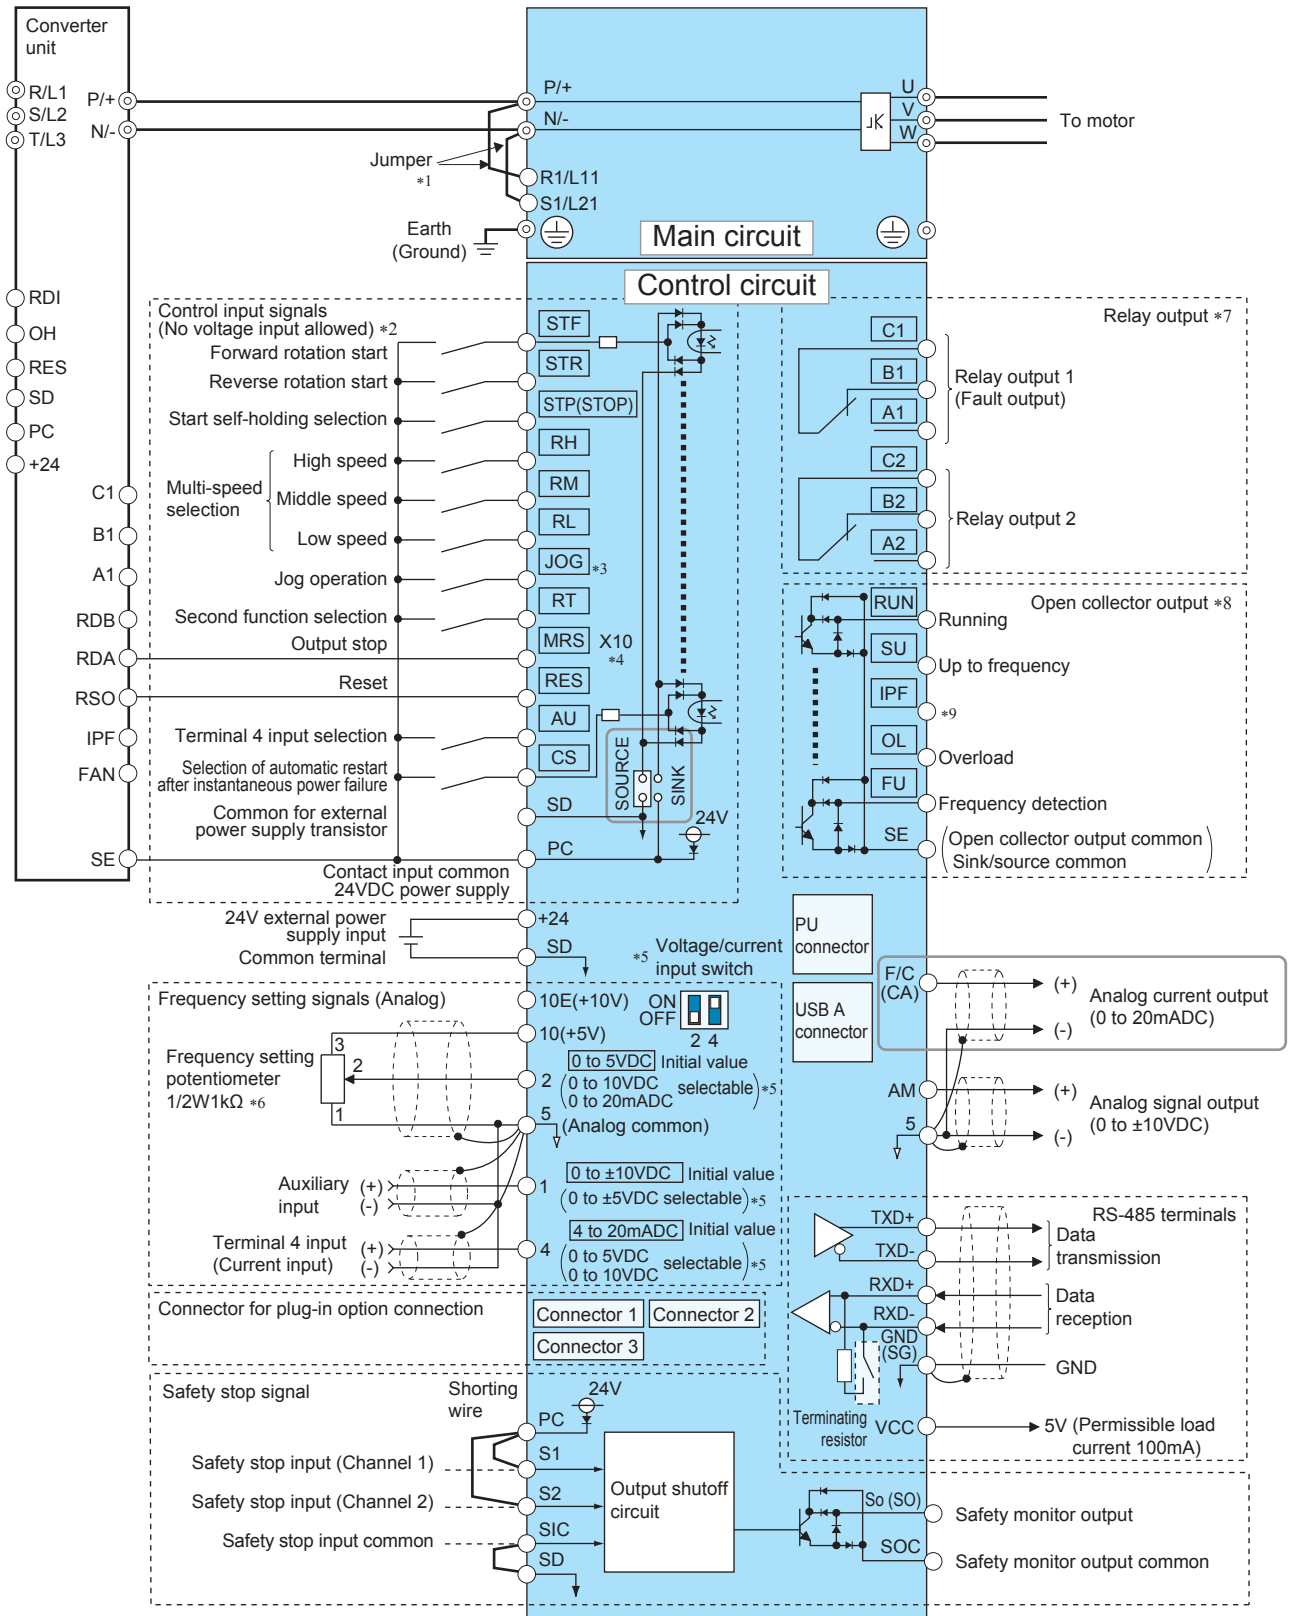 Converter
unit
R/L1
S/L2
T/L3
P/+
N/-
P/+
N/-
Jumper
*1
R1/L11
S1/L21
Earth
(Ground)
Main circuit
U
V
W
To motor
Control circuit
RDI
OH
RES
SD
PC
+24
C1
B1
A1
RDB
RDA
RSO
IPF
FAN
SE
Control input signals
(No voltage input allowed) *2
Forward rotation start
Reverse rotation start
Start self-holding selection
Multi-speed
selection
High speed
Middle speed
Low speed
Jog operation
Second function selection
Output stop
Reset
Terminal 4 input selection
Selection of automatic restart
after instantaneous power failure
Common for external
power supply transistor
Contact input common
24VDC power supply
STF
STR
STP(STOP)
RH
RM
RL
JOG *3
RT
MRS X10
*4
RES
AU
CS
SD
PC
SOURCE
SINK
24V
Relay output *7
C1
B1
A1
Relay output 1
(Fault output)
C2
B2
A2
Relay output 2
Open collector output *8
RUN
Running
SU
Up to frequency
IPF
*9
OL
Overload
FU
Frequency detection
SE
(Open collector output common
Sink/source common)
24V external power
supply input
Common terminal
+24
SD
*5 Voltage/current
input switch
ON
OFF
2 4
PU
connector
USB A
connector
F/C
(CA)
(+)
(-)
Analog current output
(0 to 20mADC)
AM
5
(+)
(-)
Analog signal output
(0 to ±10VDC)
Frequency setting signals (Analog)
Frequency setting
potentiometer
1/2W1kΩ *6
3
2
1
10E(+10V)
10(+5V)
2
0 to 5VDC Initial value
(0 to 10VDC
0 to 20mADC selectable) *5
5
(Analog common)
Auxiliary
input
(+)
(-)
1
0 to ±10VDC Initial value
(0 to ±5VDC selectable) *5
Terminal 4 input
(Current input)
(+)
(-)
4
4 to 20mADC Initial value
(0 to 5VDC
0 to 10VDC selectable) *5
RS-485 terminals
TXD+
TXD-
Data
transmission
RXD+
RXD-
Data
reception
GND
(SG)
GND
Terminating
resistor
VCC
5V (Permissible load
current 100mA)
Connector for plug-in option connection
Connector 1
Connector 2
Connector 3
Safety stop signal
Shorting
wire
24V
PC
S1
Safety stop input (Channel 1)
S2
Safety stop input (Channel 2)
SIC
Safety stop input common
SD
Output shutoff
circuit
So (SO)
Safety monitor output
SOC
Safety monitor output common